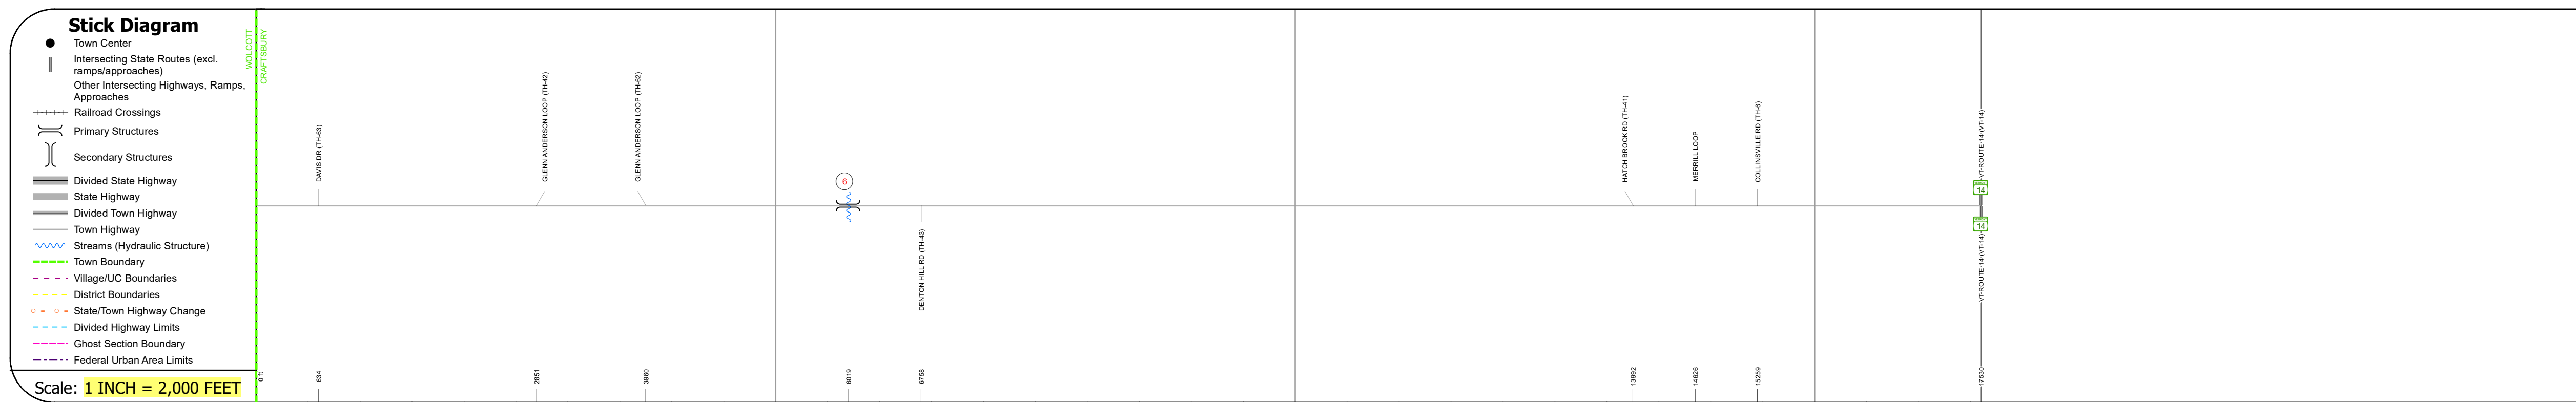 Stick Diagram
Town Center
Intersecting State Routes (excl.
ramps/approaches)
Other Intersecting Highways, Ramps,
Approaches
Railroad Crossings
Primary Structures
Secondary Structures
Divided State Highway
State Highway
Divided Town Highway
Town Highway
Streams (Hydraulic Structure)
Town Boundary
Village/UC Boundaries
District Boundaries
State/Town Highway Change
Divided Highway Limits
Ghost Section Boundary
Federal Urban Area Limits
Scale: 1 INCH = 2,000 FEET
WOLCOTT
CRAFTSBURY
DAVIS DR (TH-63)
GLENN ANDERSON LOOP (TH-42)
GLENN ANDERSON LOOP (TH-62)
6
DENTON HILL RD (TH-43)
HATCH BROOK RD (TH-41)
MERRILL LOOP
COLLINSVILLE RD (TH-6)
VT-ROUTE-14 (VT-14)
14
14
VT-ROUTE-14 (VT-14)
0 ft
634
2851
3960
6019
6758
13992
14626
15259
17530